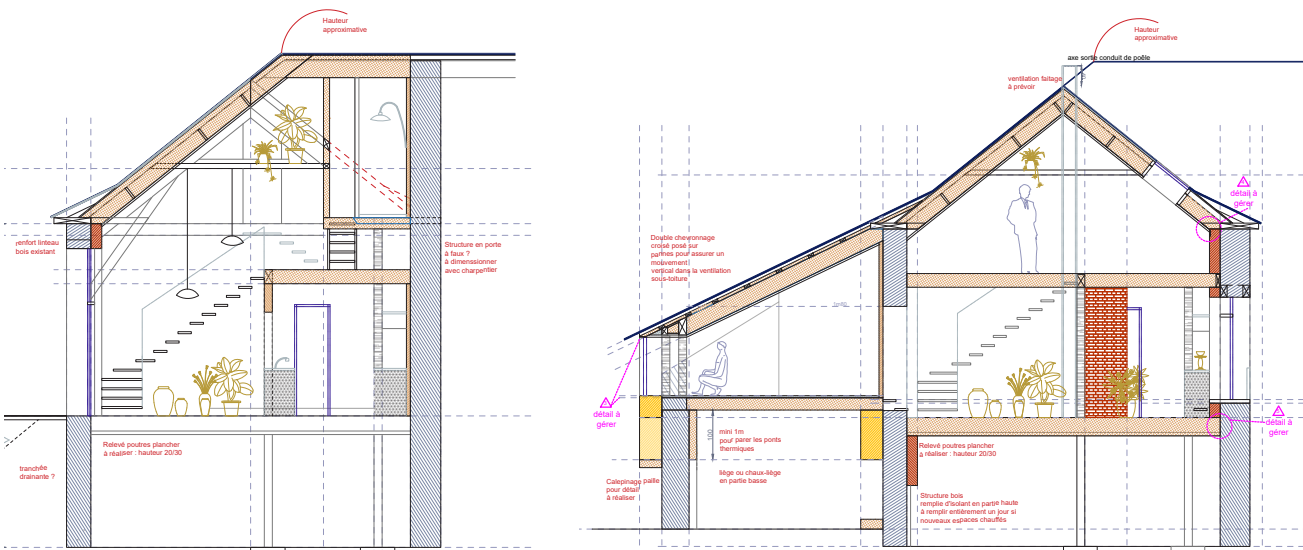 Hauteur
approximative
renfort linteau
bois existant
Structure en porte
à faux ?
à dimenssionner
avec charpentier
Relevé poutres plancher
à réaliser : hauteur 20/30
tranchée
drainante ?
Hauteur
approximative
axe sortie conduit de poêle
ventilation faitage
à prévoir
détail à
gérer
Double chevronnage
croisé posé sur
pannes pour assurer un
mouvement
vertical dans la ventilation
sous-toiture
1m80
détail à
gérer
100
mini 1m
pour parer les ponts
thermiques
liège ou chaux-liège
en partie basse
Calepinage paille
pour détail
à réaliser
Relevé poutres plancher
à réaliser : hauteur 20/30
Structure bois
remplie d'isolant en partie haute
à remplir entièrement un jour si
nouveaux espaces chauffés
détail à
gérer